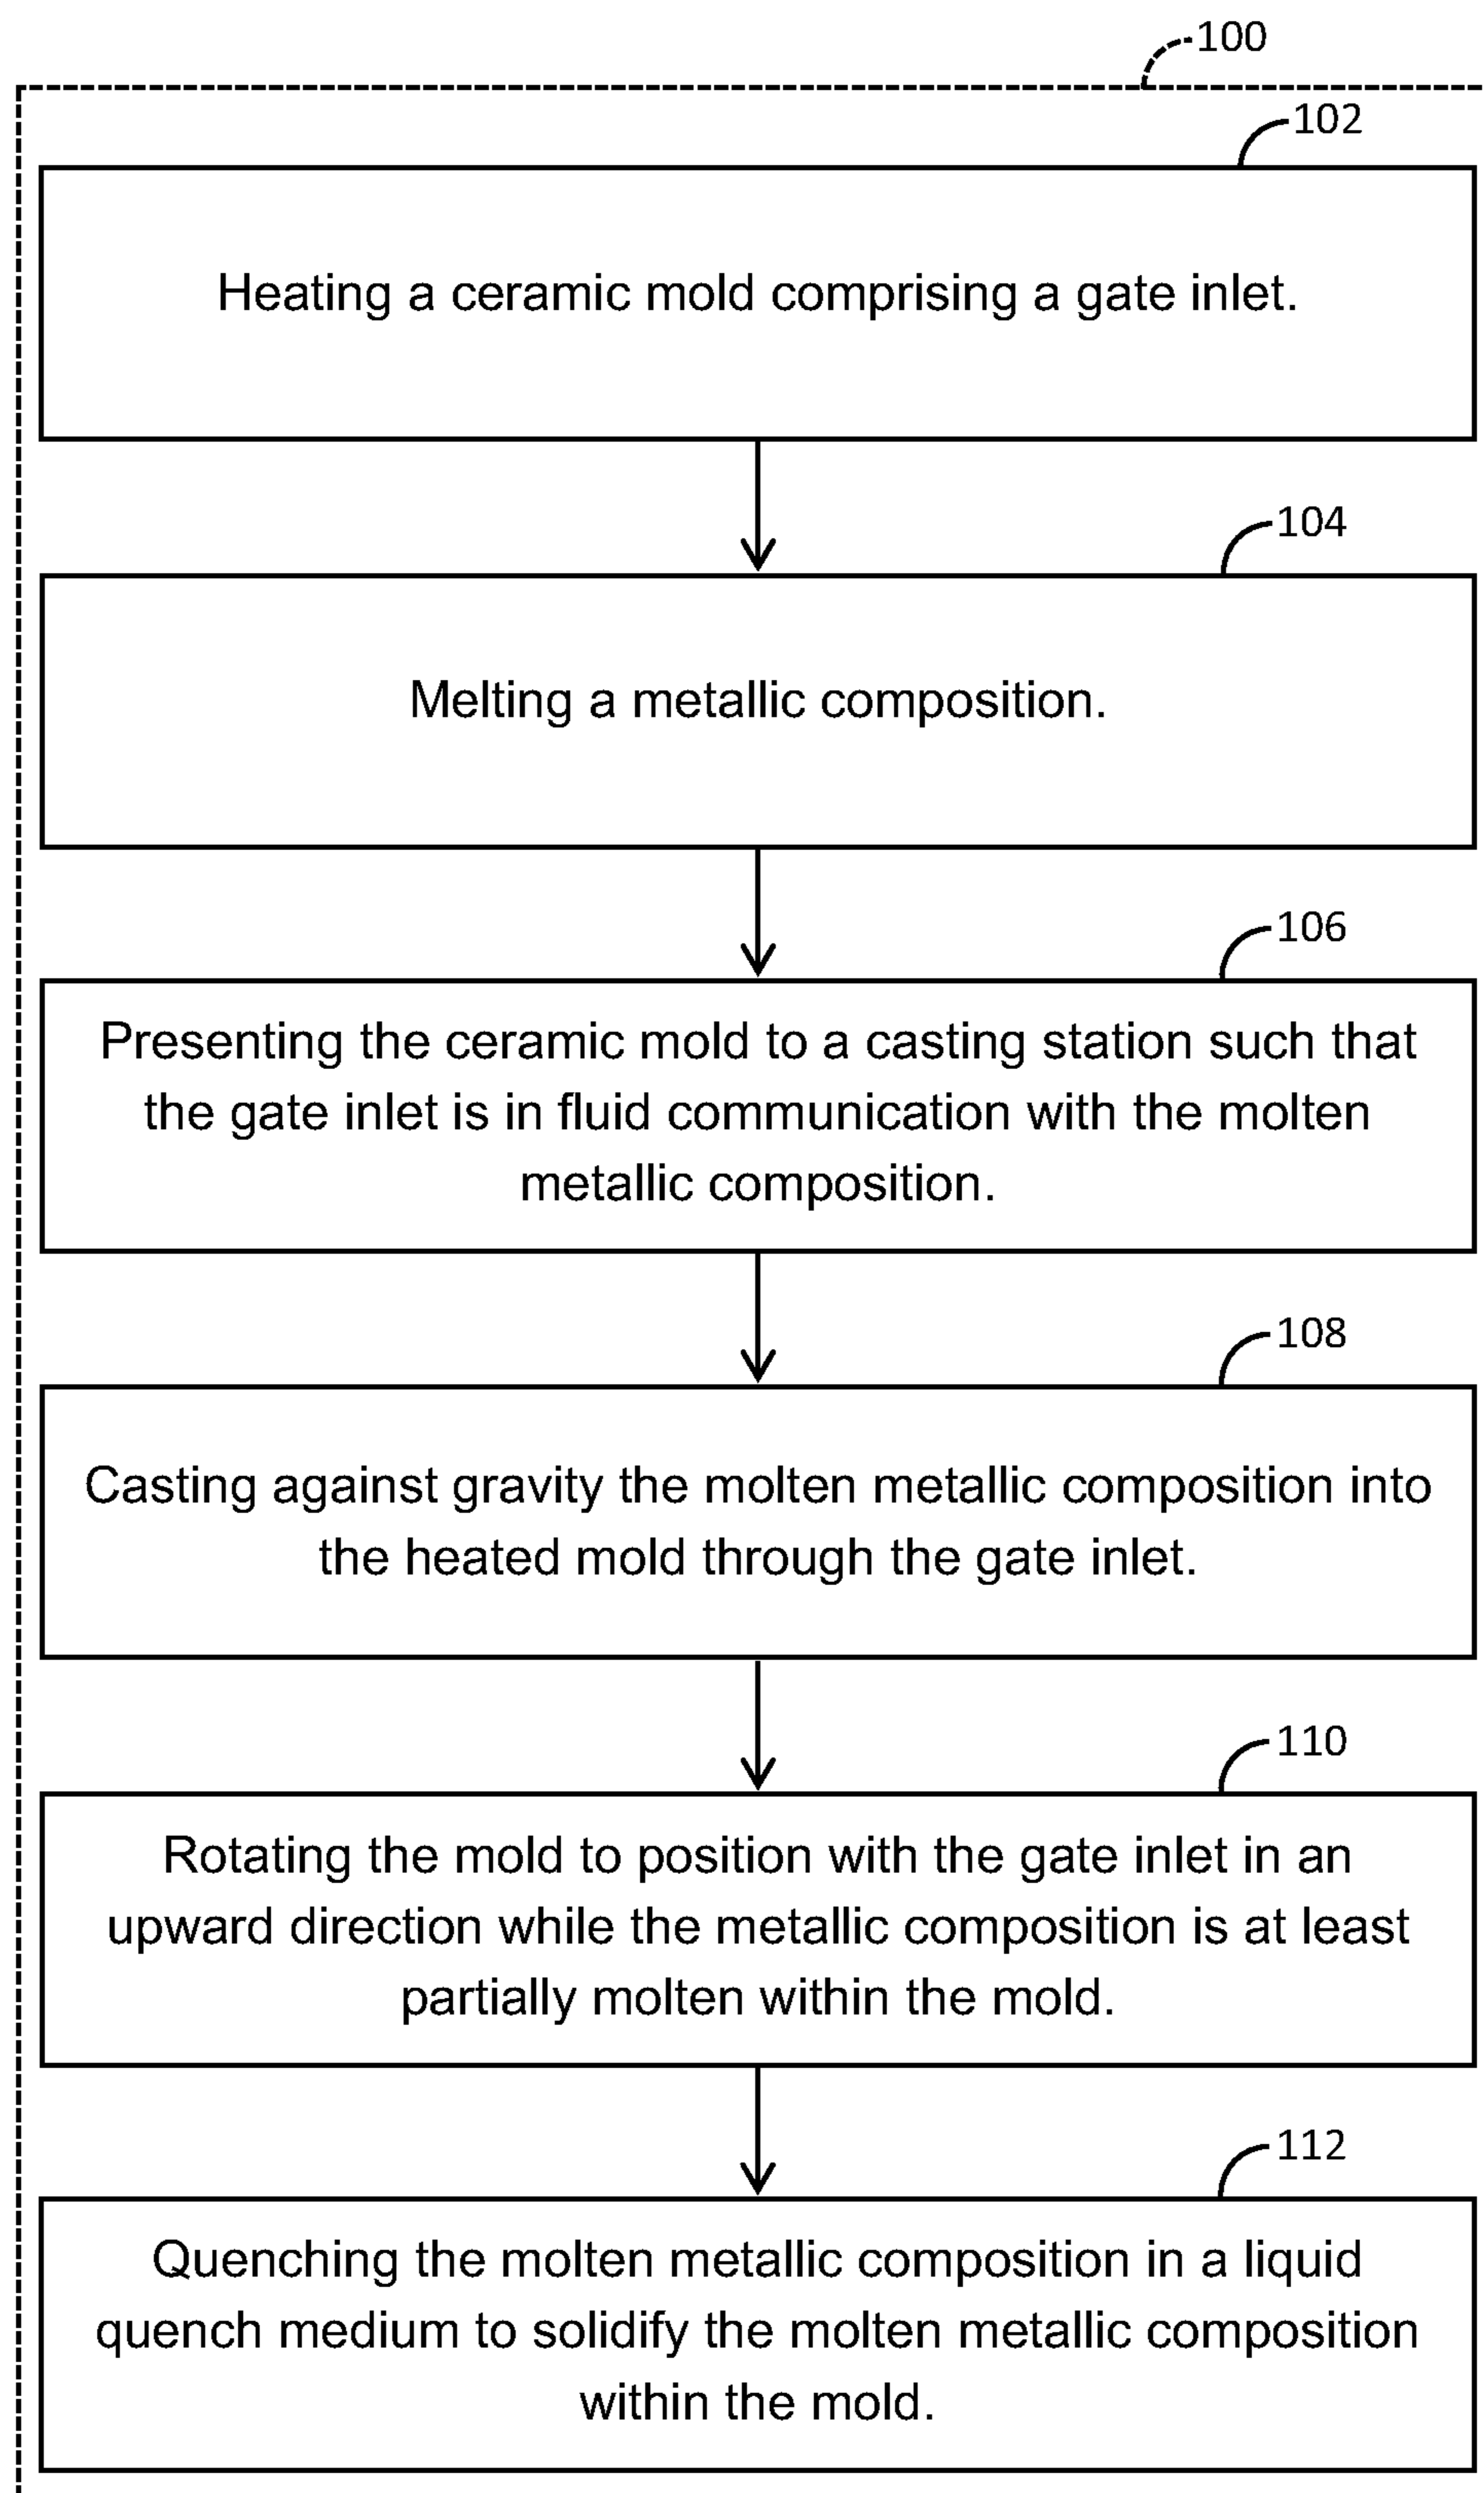 100
102
Heating a ceramic mold comprising a gate inlet.
104
Melting a metallic composition.
106
Presenting the ceramic mold to a casting station such that
the gate inlet is in fluid communication with the molten
metallic composition.
108
Casting against gravity the molten metallic composition into
the heated mold through the gate inlet.
110
Rotating the mold to position with the gate inlet in an
upward direction while the metallic composition is at least
partially molten within the mold.
112
Quenching the molten metallic composition in a liquid
quench medium to solidify the molten metallic composition
within the mold.